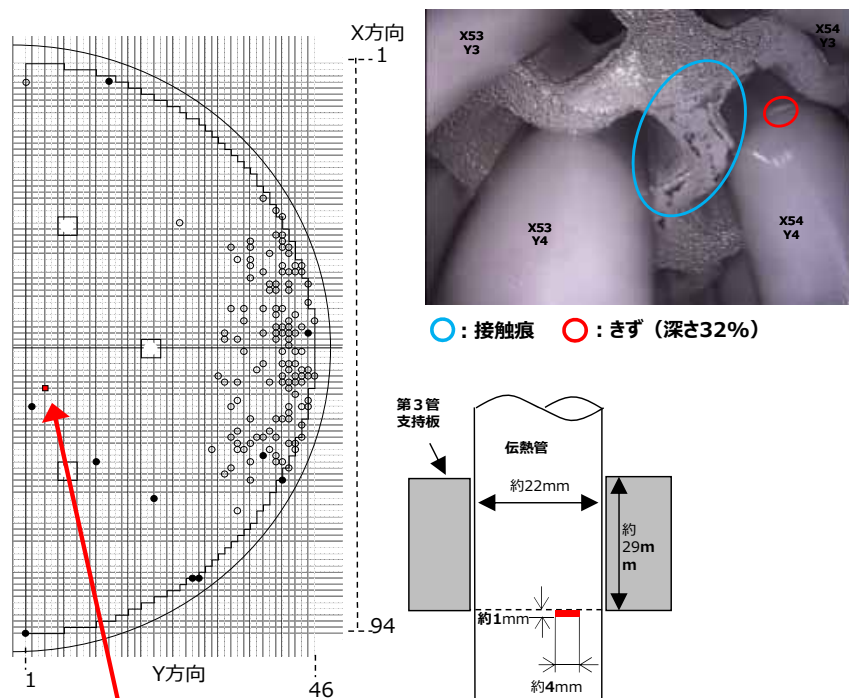 X方向
1
94
Y方向
1
46
X53
Y3
X54
Y3
X53
Y4
X54
Y4
：接触痕
：きず（深さ32%）
第３管
支持板
伝熱管
約22mm
約
29m
m
約1mm
約4mm